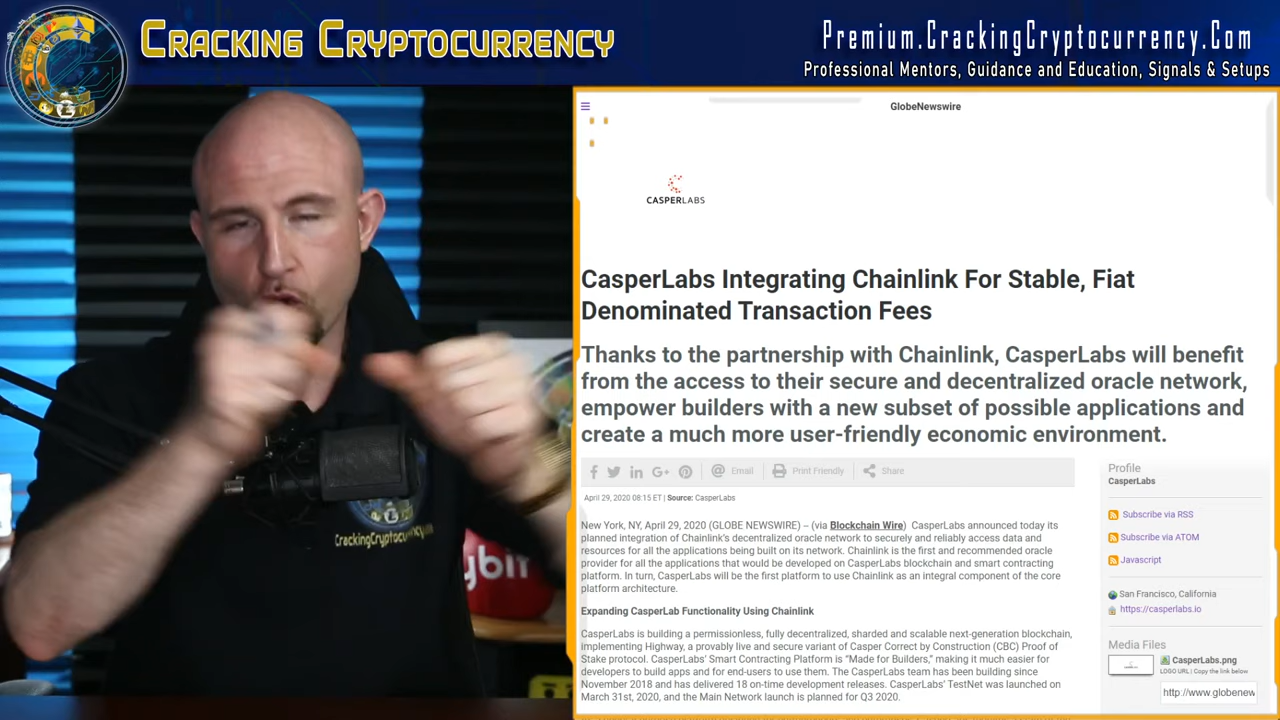 CRACKING CRYPTOCURRENCY
Premium.CrackingCryptocurrency.Com
Professional Mentors, Guidance and Education, Signals & Setups
GlobeNewswire
CASPERLABS
CasperLabs Integrating Chainlink For Stable, Fiat
Denominated Transaction Fees
Thanks to the partnership with Chainlink, CasperLabs will benefit
from the access to their secure and decentralized oracle network,
empower builders with a new subset of possible applications and
create a much more user-friendly economic environment.
Email
Print Friendly
Share
April 29, 2020 08:15 ET | Source: CasperLabs
New York, NY, April 29, 2020 (GLOBE NEWSWIRE) -- (via Blockchain Wire) CasperLabs announced today its
planned integration of Chainlink's decentralized oracle network to securely and reliably access data and
resources for all the applications being built on its network. Chainlink is the first and recommended oracle
provider for all the applications that would be developed on CasperLabs blockchain and smart contracting
platform. In turn, CasperLabs will be the first platform to use Chainlink as an integral component of the core
platform architecture.
Expanding CasperLab Functionality Using Chainlink
CasperLabs is building a permissionless, fully decentralized, sharded and scalable next-generation blockchain,
implementing Highway, a provably live and secure variant of Casper Correct by Construction (CBC) Proof of
Stake protocol. CasperLabs' Smart Contracting Platform is "Made for Builders," making it much easier for
developers to build apps and for end-users to use them. The CasperLabs team has been building since
November 2018 and has delivered 18 on-time development releases. CasperLabs' TestNet was launched on
March 31st, 2020, and the Main Network launch is planned for Q3 2020.
Profile
CasperLabs
Subscribe via RSS
Subscribe via ATOM
Javascript
San Francisco, California
https://casperlabs.io
Media Files
CasperLabs.png
LOGO URL | Copy the link below
http://www.globenew
CrackingCryptocurrency.com
ybit